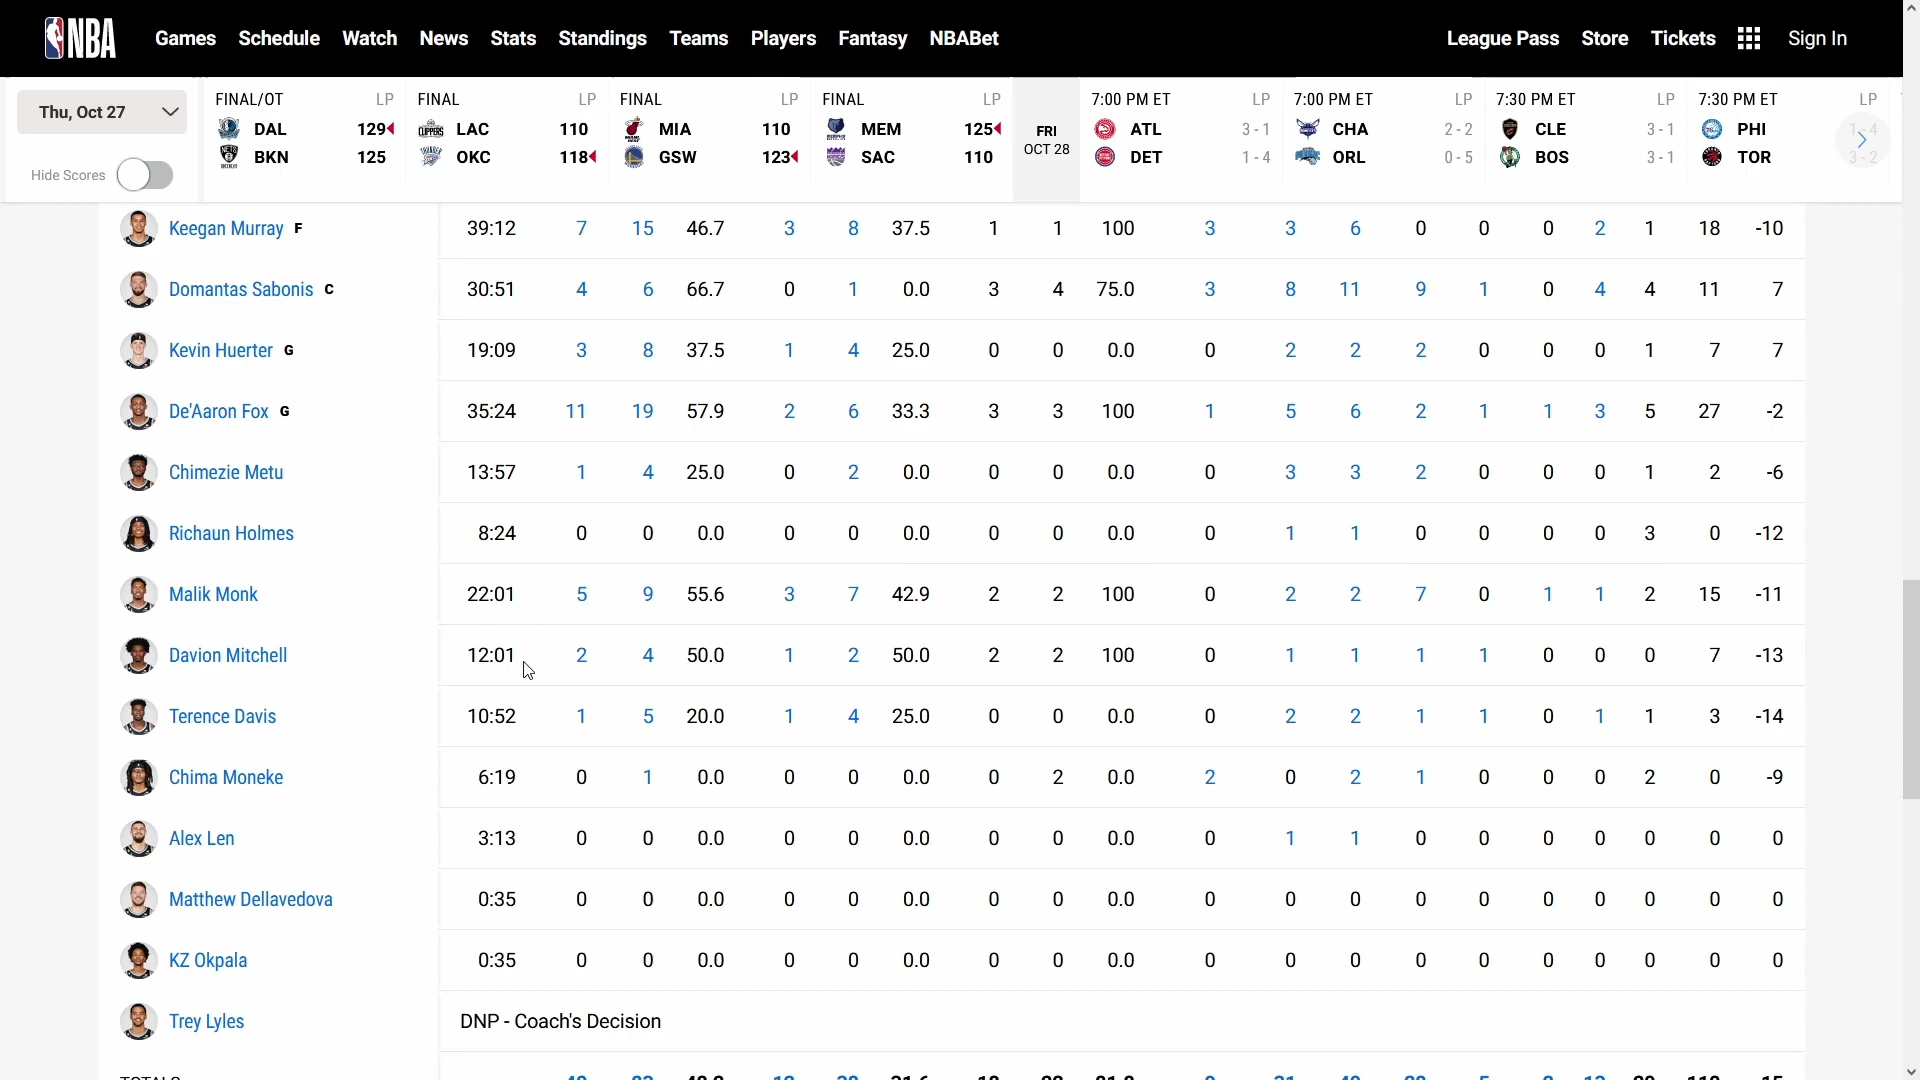 NBA Games Schedule Watch News Stats Standings Teams Players Fantasy NBABet League Pass Store Tickets Sign In
Thu, Oct 27
Hide Scores
FINAL/OT LP
DAL 129
BKN 125
FINAL LP
LAC 110
OKC 118
FINAL LP
MIA 110
GSW 123
FINAL LP
MEM 125
SAC 110
FRI
OCT 28
7:00 PM ET LP
ATL 3 - 1
DET 1 - 4
7:00 PM ET LP
CHA 2 - 2
ORL 0 - 5
7:30 PM ET LP
CLE 3 - 1
BOS 3 - 1
7:30 PM ET LP
PHI 1 - 4
TOR 3 - 2
Keegan Murray F 39:12 7 15 46.7 3 8 37.5 1 1 100 3 3 6 0 0 0 2 1 18 -10
Domantas Sabonis C 30:51 4 6 66.7 0 1 0.0 3 4 75.0 3 8 11 9 1 0 4 4 11 7
Kevin Huerter G 19:09 3 8 37.5 1 4 25.0 0 0 0.0 0 2 2 2 0 0 0 1 7 7
De'Aaron Fox G 35:24 11 19 57.9 2 6 33.3 3 3 100 1 5 6 2 1 1 3 5 27 -2
Chimezie Metu 13:57 1 4 25.0 0 2 0.0 0 0 0.0 0 3 3 2 0 0 0 1 2 -6
Richaun Holmes 8:24 0 0 0.0 0 0 0.0 0 0 0.0 0 1 1 0 0 0 0 3 0 -12
Malik Monk 22:01 5 9 55.6 3 7 42.9 2 2 100 0 2 2 7 0 1 1 2 15 -11
Davion Mitchell 12:01 2 4 50.0 1 2 50.0 2 2 100 0 1 1 1 1 0 0 0 7 -13
Terence Davis 10:52 1 5 20.0 1 4 25.0 0 0 0.0 0 2 2 1 1 0 1 1 3 -14
Chima Moneke 6:19 0 1 0.0 0 0 0.0 0 2 0.0 2 0 2 1 0 0 0 2 0 -9
Alex Len 3:13 0 0 0.0 0 0 0.0 0 0 0.0 0 1 1 0 0 0 0 0 0 0
Matthew Dellavedova 0:35 0 0 0.0 0 0 0.0 0 0 0.0 0 0 0 0 0 0 0 0 0 0
KZ Okpala 0:35 0 0 0.0 0 0 0.0 0 0 0.0 0 0 0 0 0 0 0 0 0 0
Trey Lyles DNP - Coach's Decision